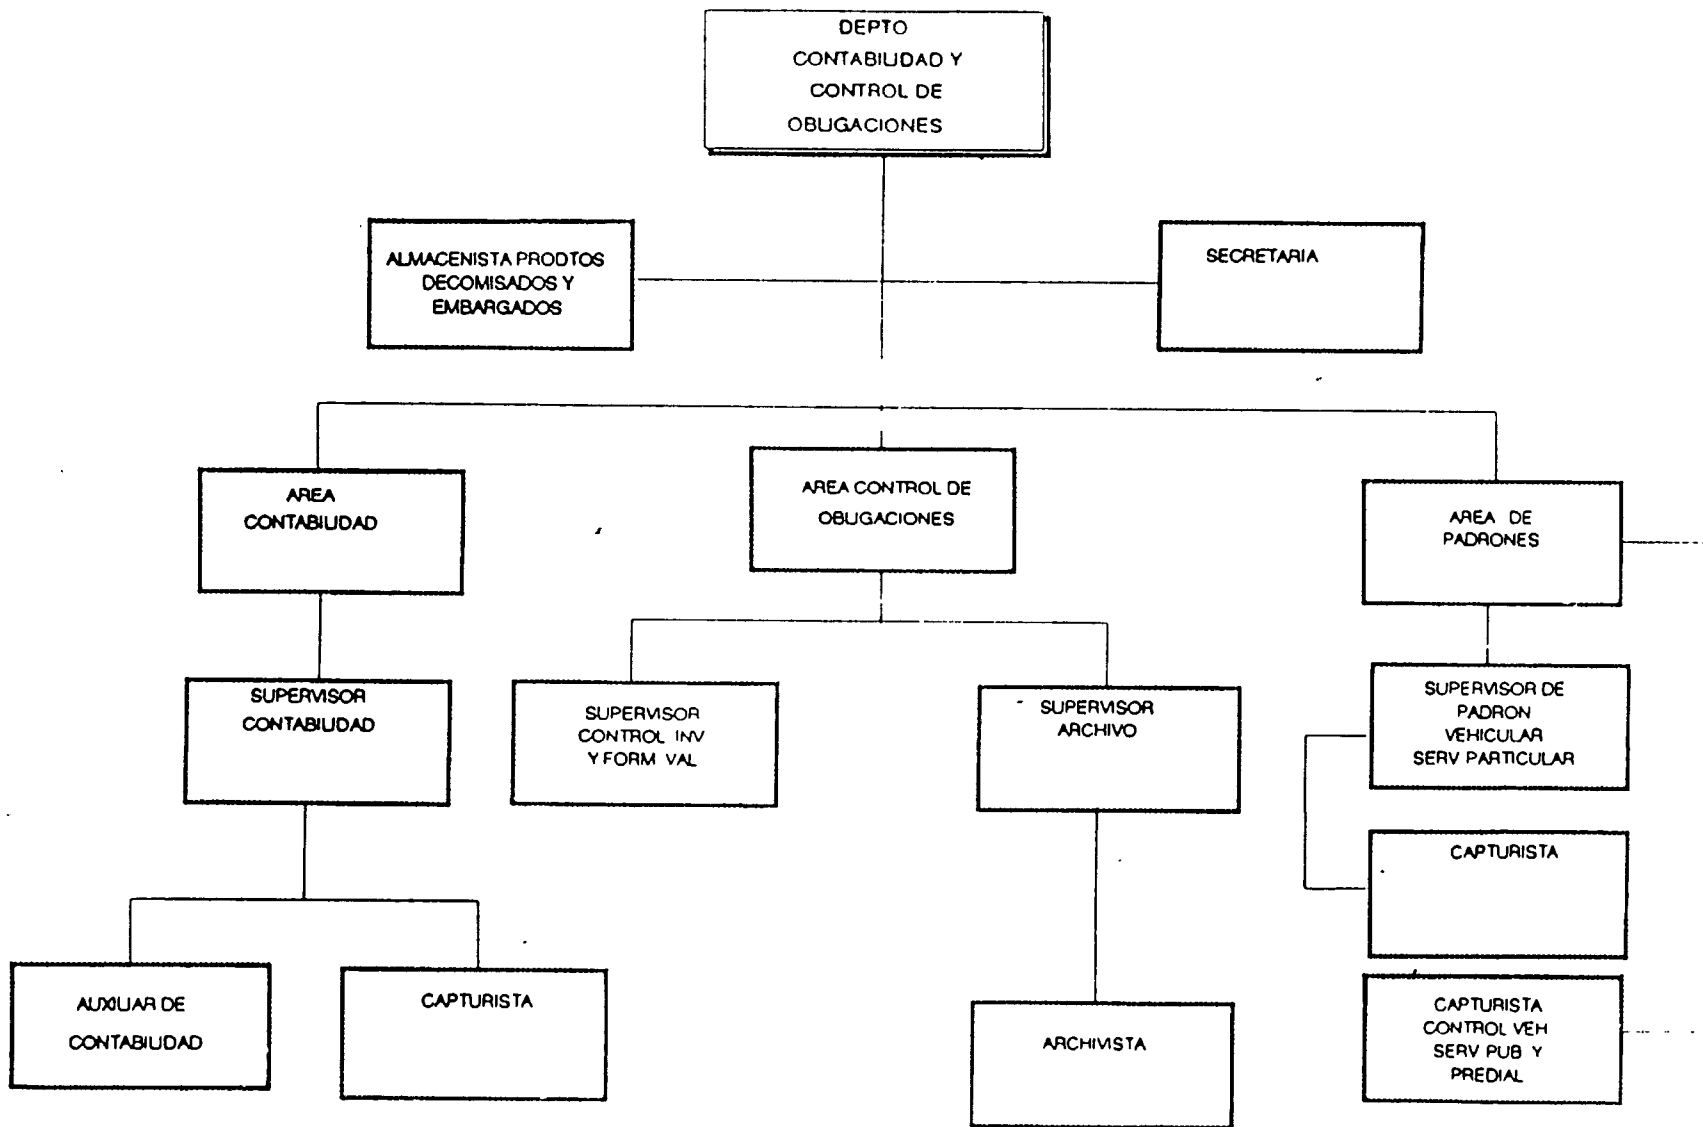 DEPTO
CONTABILIDAD Y
CONTROL DE
OBLIGACIONES
ALMACENISTA PRODTOS
DECOMISADOS Y
EMBARGADOS
SECRETARIA
AREA
CONTABILIDAD
AREA CONTROL DE
OBLIGACIONES
AREA DE
PADRONES
SUPERVISOR
CONTABILIDAD
SUPERVISOR
CONTROL INV
Y FORM VAL
SUPERVISOR
ARCHIVO
SUPERVISOR DE
PADRON
VEHICULAR
SERV PARTICULAR
CAPTURISTA
AUXILIAR DE
CONTABILIDAD
CAPTURISTA
ARCHIVISTA
CAPTURISTA
CONTROL VEH
SERV PUB Y
PREDIAL